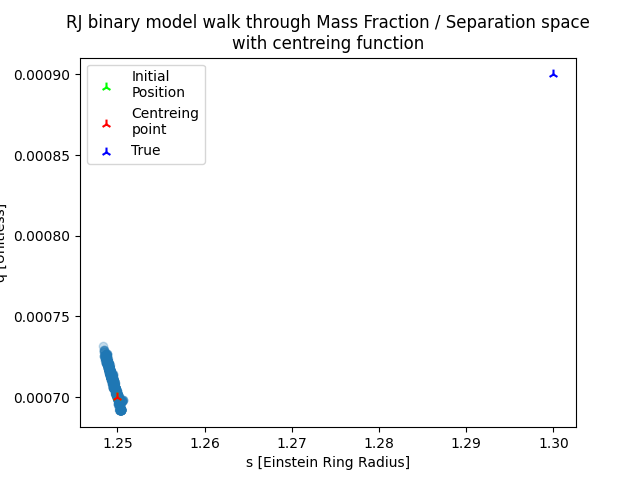 RJ binary model walk through Mass Fraction / Separation space
with centreing function
Initial
Position
Centreing
point
True
0.00090
0.00085
0.00080
0.00075
0.00070
1.25 1.26 1.27 1.28 1.29 1.30
s [Einstein Ring Radius]